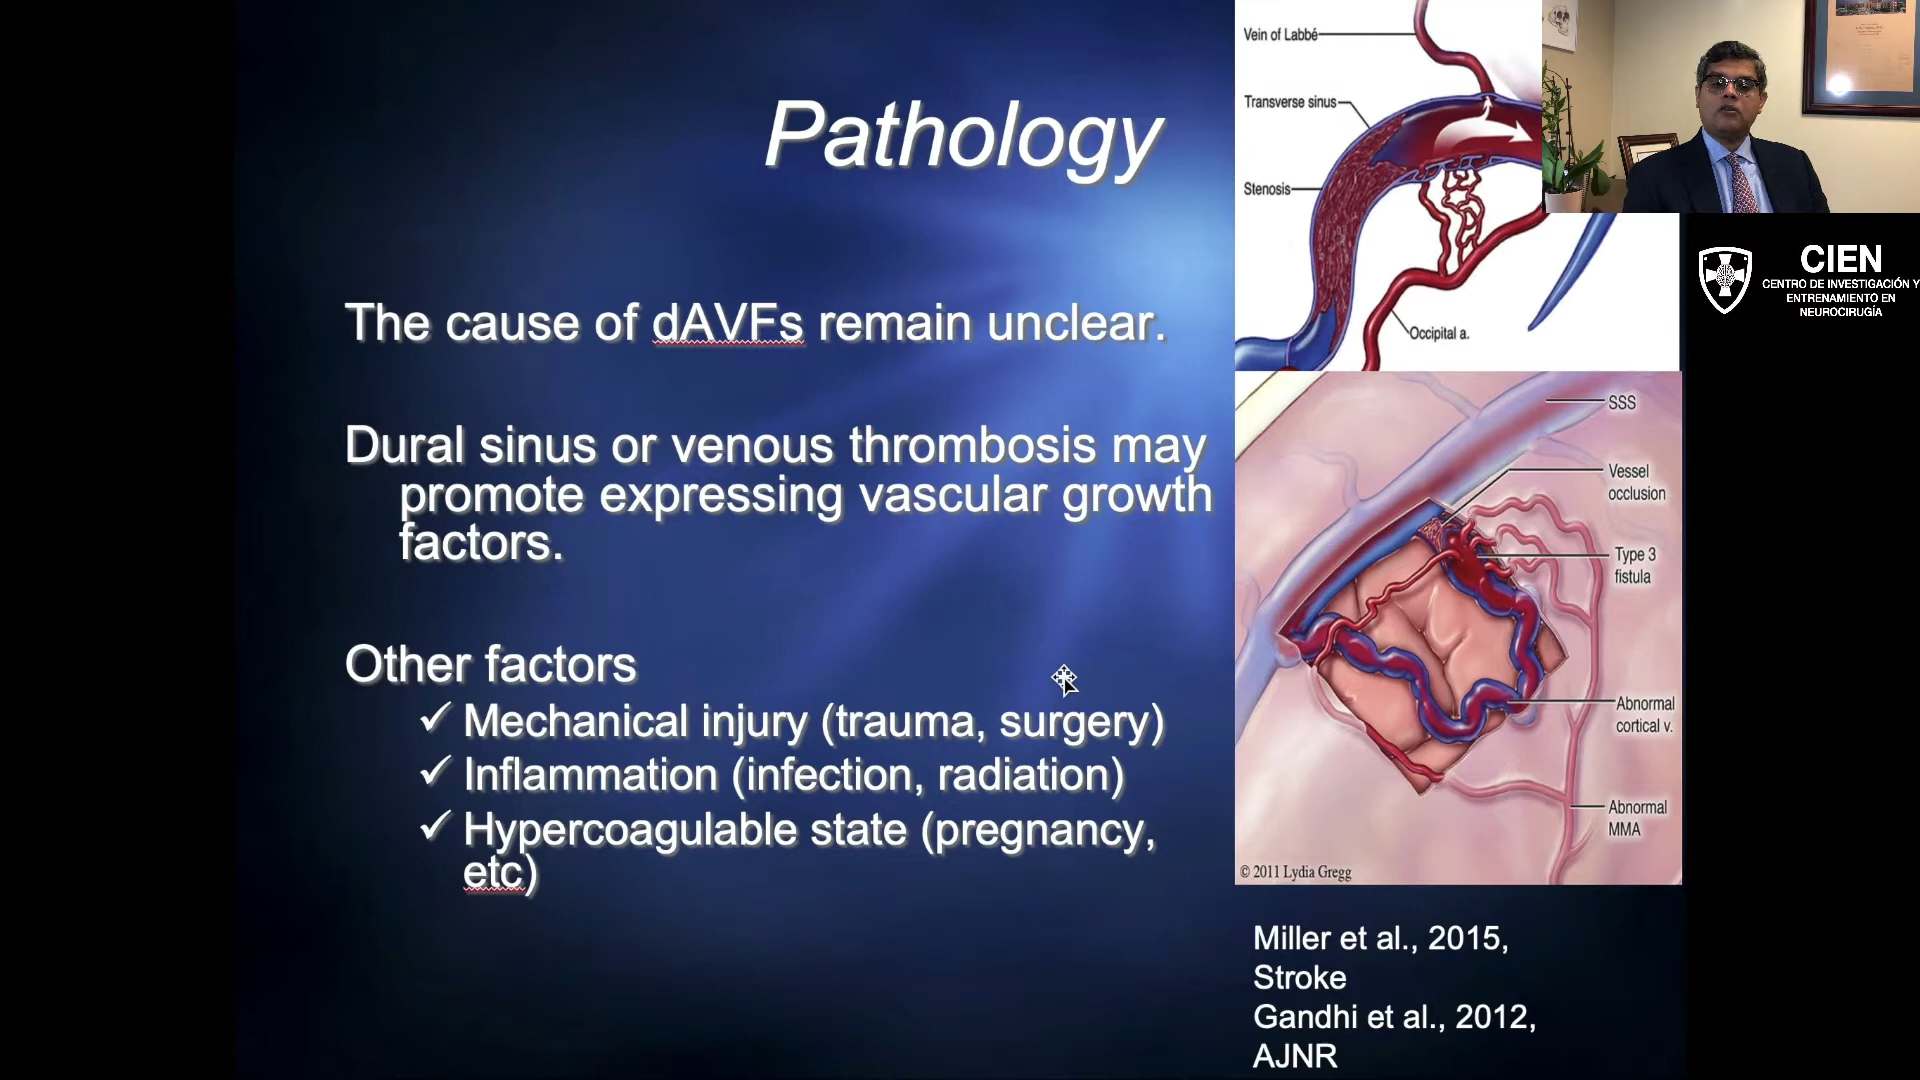 Pathology
The cause of dAVFs remain unclear.
Dural sinus or venous thrombosis may
promote expressing vascular growth
factors.
Other factors
✓ Mechanical injury (trauma, surgery)
✓ Inflammation (infection, radiation)
✓ Hypercoagulable state (pregnancy,
etc)
Vein of Labbé
Transverse sinus
Stenosis
Occipital a.
SSS
Vessel
occlusion
Type 3
fistula
Abnormal
cortical v.
Abnormal
MMA
© 2011 Lydia Gregg
Miller et al., 2015,
Stroke
Gandhi et al., 2012,
AJNR
CIEN
CENTRO DE INVESTIGACIÓN Y
ENTRENAMIENTO EN
NEUROCIRUGÍA